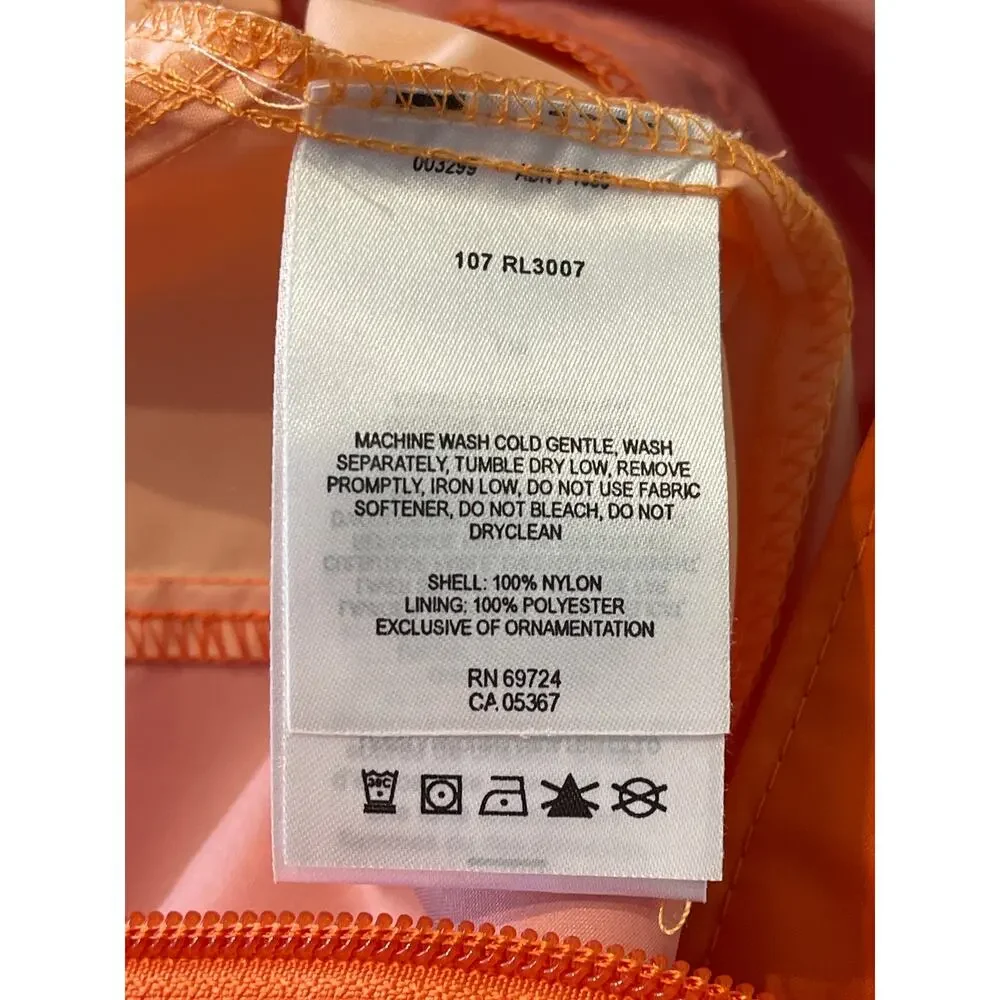 003299
107 RL3007
MACHINE WASH COLD GENTLE, WASH
SEPARATELY, TUMBLE DRY LOW, REMOVE
PROMPTLY, IRON LOW, DO NOT USE FABRIC
SOFTENER, DO NOT BLEACH, DO NOT
DRYCLEAN
SHELL: 100% NYLON
LINING: 100% POLYESTER
EXCLUSIVE OF ORNAMENTATION
RN 69724
CA 05367
30C